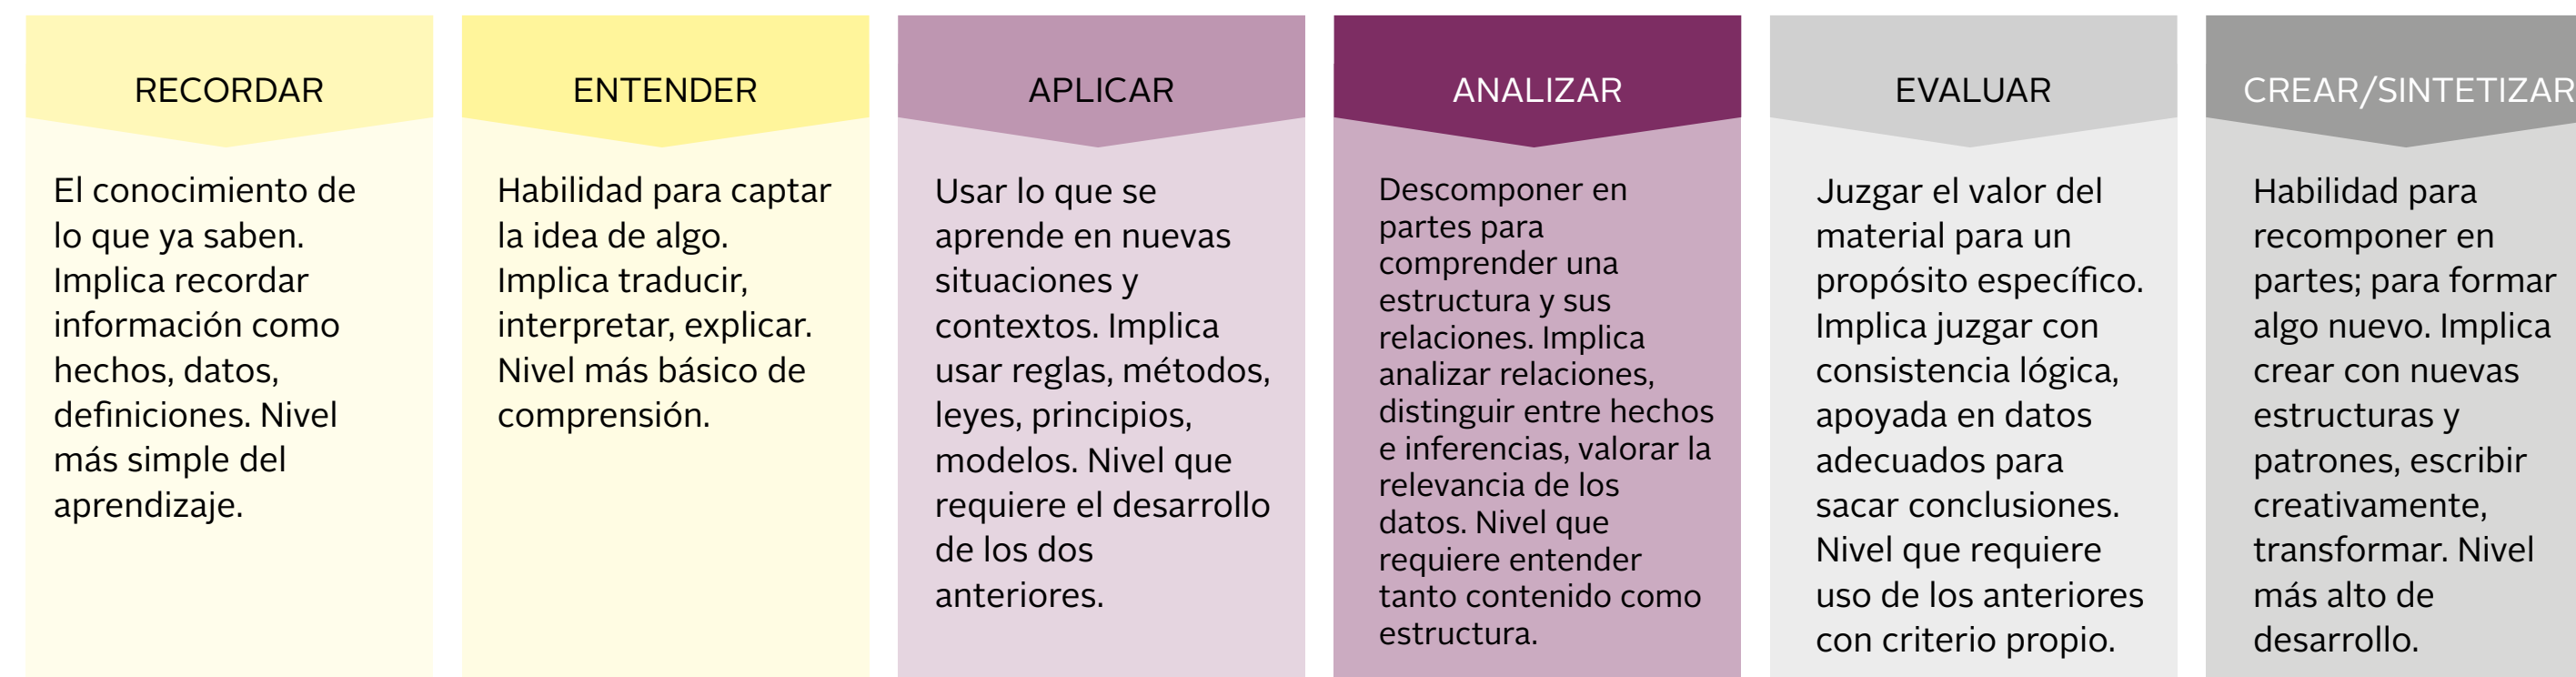 RECORDAR
El conocimiento de
lo que ya saben.
Implica recordar
información como
hechos, datos,
definiciones. Nivel
más simple del
aprendizaje.
ENTENDER
Habilidad para captar
la idea de algo.
Implica traducir,
interpretar, explicar.
Nivel más básico de
comprensión.
APLICAR
Usar lo que se
aprende en nuevas
situaciones y
contextos. Implica
usar reglas, métodos,
leyes, principios,
modelos. Nivel que
requiere el desarrollo
de los dos
anteriores.
ANALIZAR
Descomponer en
partes para
comprender una
estructura y sus
relaciones. Implica
analizar relaciones,
distinguir entre hechos
e inferencias, valorar la
relevancia de los
datos. Nivel que
requiere entender
tanto contenido como
estructura.
EVALUAR
Juzgar el valor del
material para un
propósito específico.
Implica juzgar con
consistencia lógica,
apoyada en datos
adecuados para
sacar conclusiones.
Nivel que requiere
uso de los anteriores
con criterio propio.
CREAR/SINTETIZAR
Habilidad para
recomponer en
partes; para formar
algo nuevo. Implica
crear con nuevas
estructuras y
patrones, escribir
creativamente,
transformar. Nivel
más alto de
desarrollo.